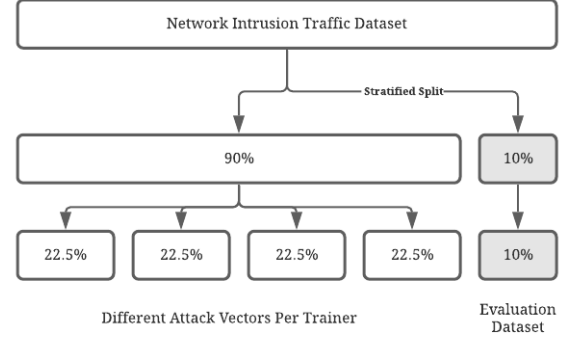 Network Intrusion Traffic Dataset
Stratified Split
90%
10%
22.5%
22.5%
22.5%
22.5%
10%
Different Attack Vectors Per Trainer
Evaluation
Dataset